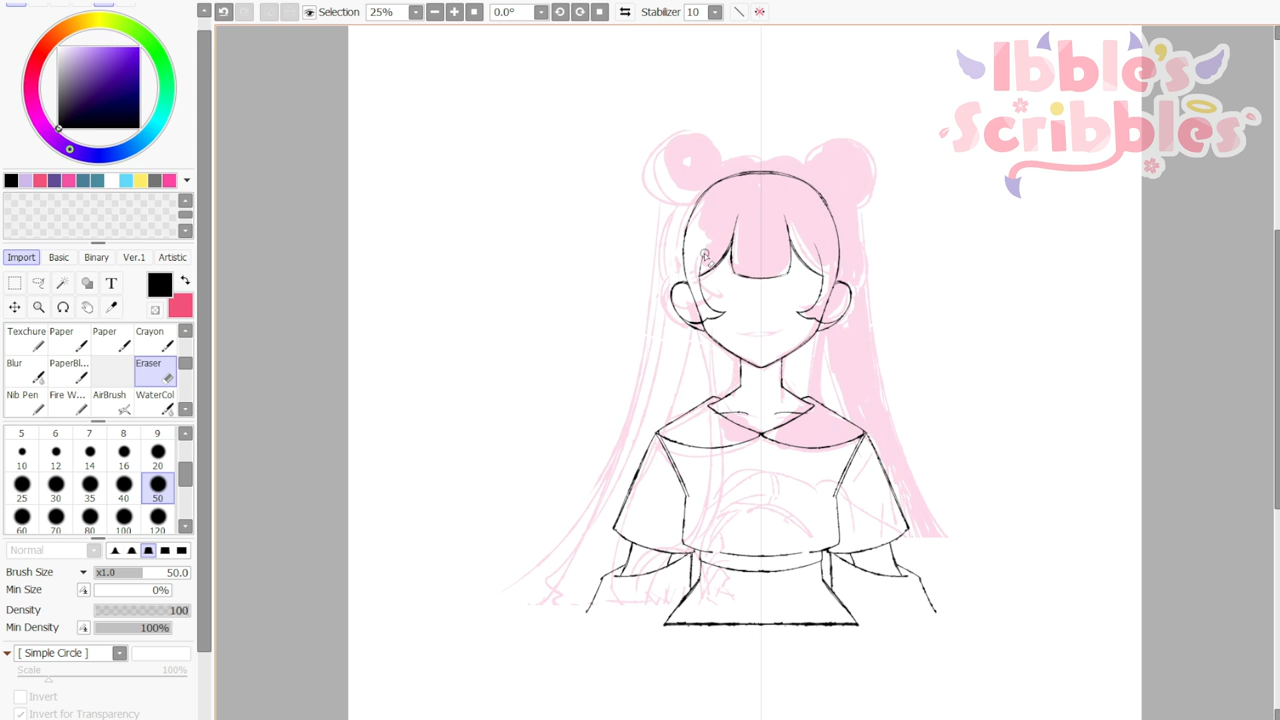 Selection 25% 0.0° Stabilizer 10
Ibble's
Scribbles
Import Basic Binary Ver.1 Artistic
T
Texchure Paper Paper Crayon
Blur PaperBl... Eraser
Nib Pen Fire W... AirBrush WaterCol
5 6 7 8 9
10 12 14 16 20
25 30 35 40 50
60 70 80 100 120
Normal
Brush Size x1.0 50.0
Min Size 0%
Density 100
Min Density 100%
[ Simple Circle ]
Scale 100%
Invert
Invert for Transparency